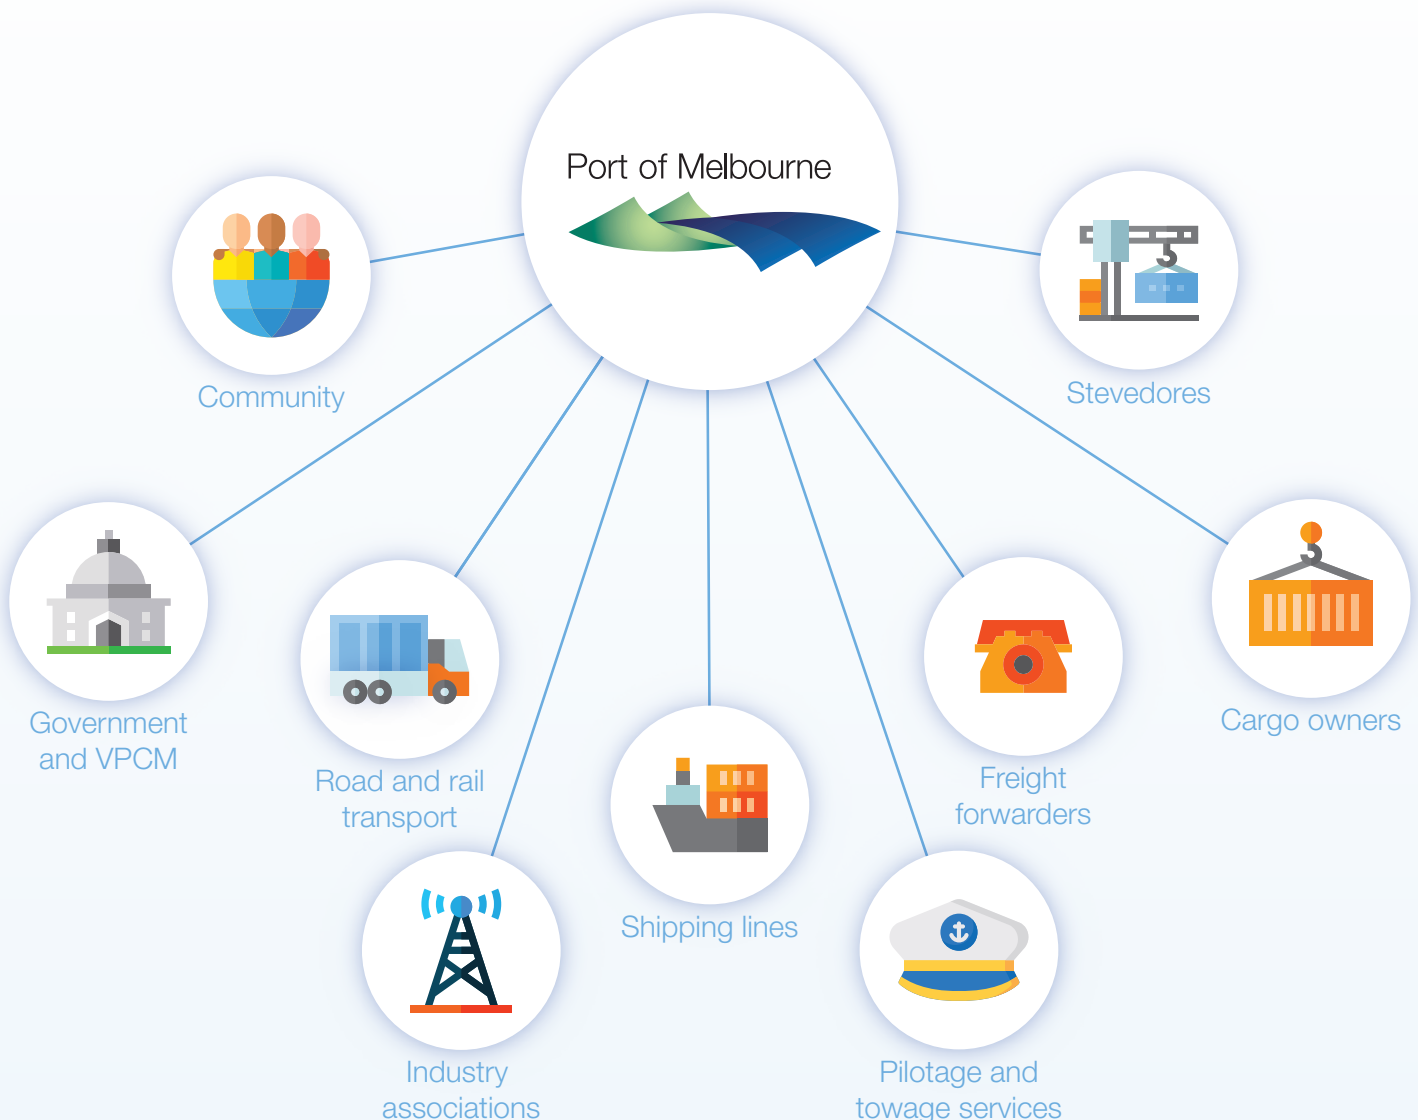 Port of Melbourne
Community
Stevedores
Government
and VPCM
Cargo owners
Road and rail
transport
Freight
forwarders
Shipping lines
Industry
associations
Pilotage and
towage services